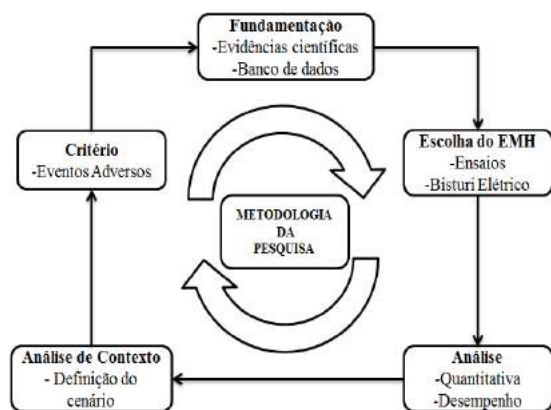 Fundamentação
-Evidências científicas
-Banco de dados
Critério
-Eventos Adversos
Escolha do EMH
-Ensaios
-Bisturi Elétrico
METODOLOGIA
DA
PESQUISA
Análise de Contexto
- Definição do
cenário
Análise
-Quantitativa
-Desempenho